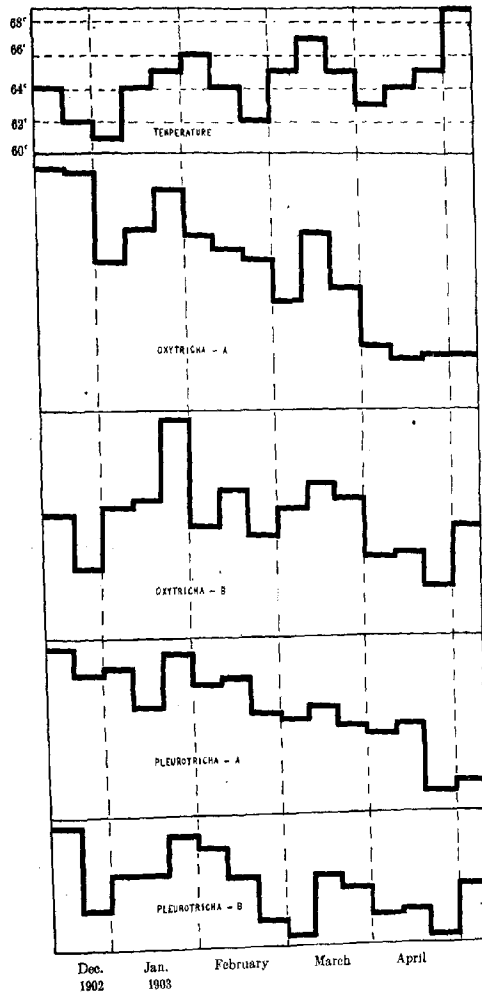 68°
66°
64°
62°
60°
TEMPERATURE
OXYTRICHA - A
OXYTRICHA - B
PLEUROTRICHA - A
PLEUROTRICHA - B
Dec. Jan. February March April
1902 1903